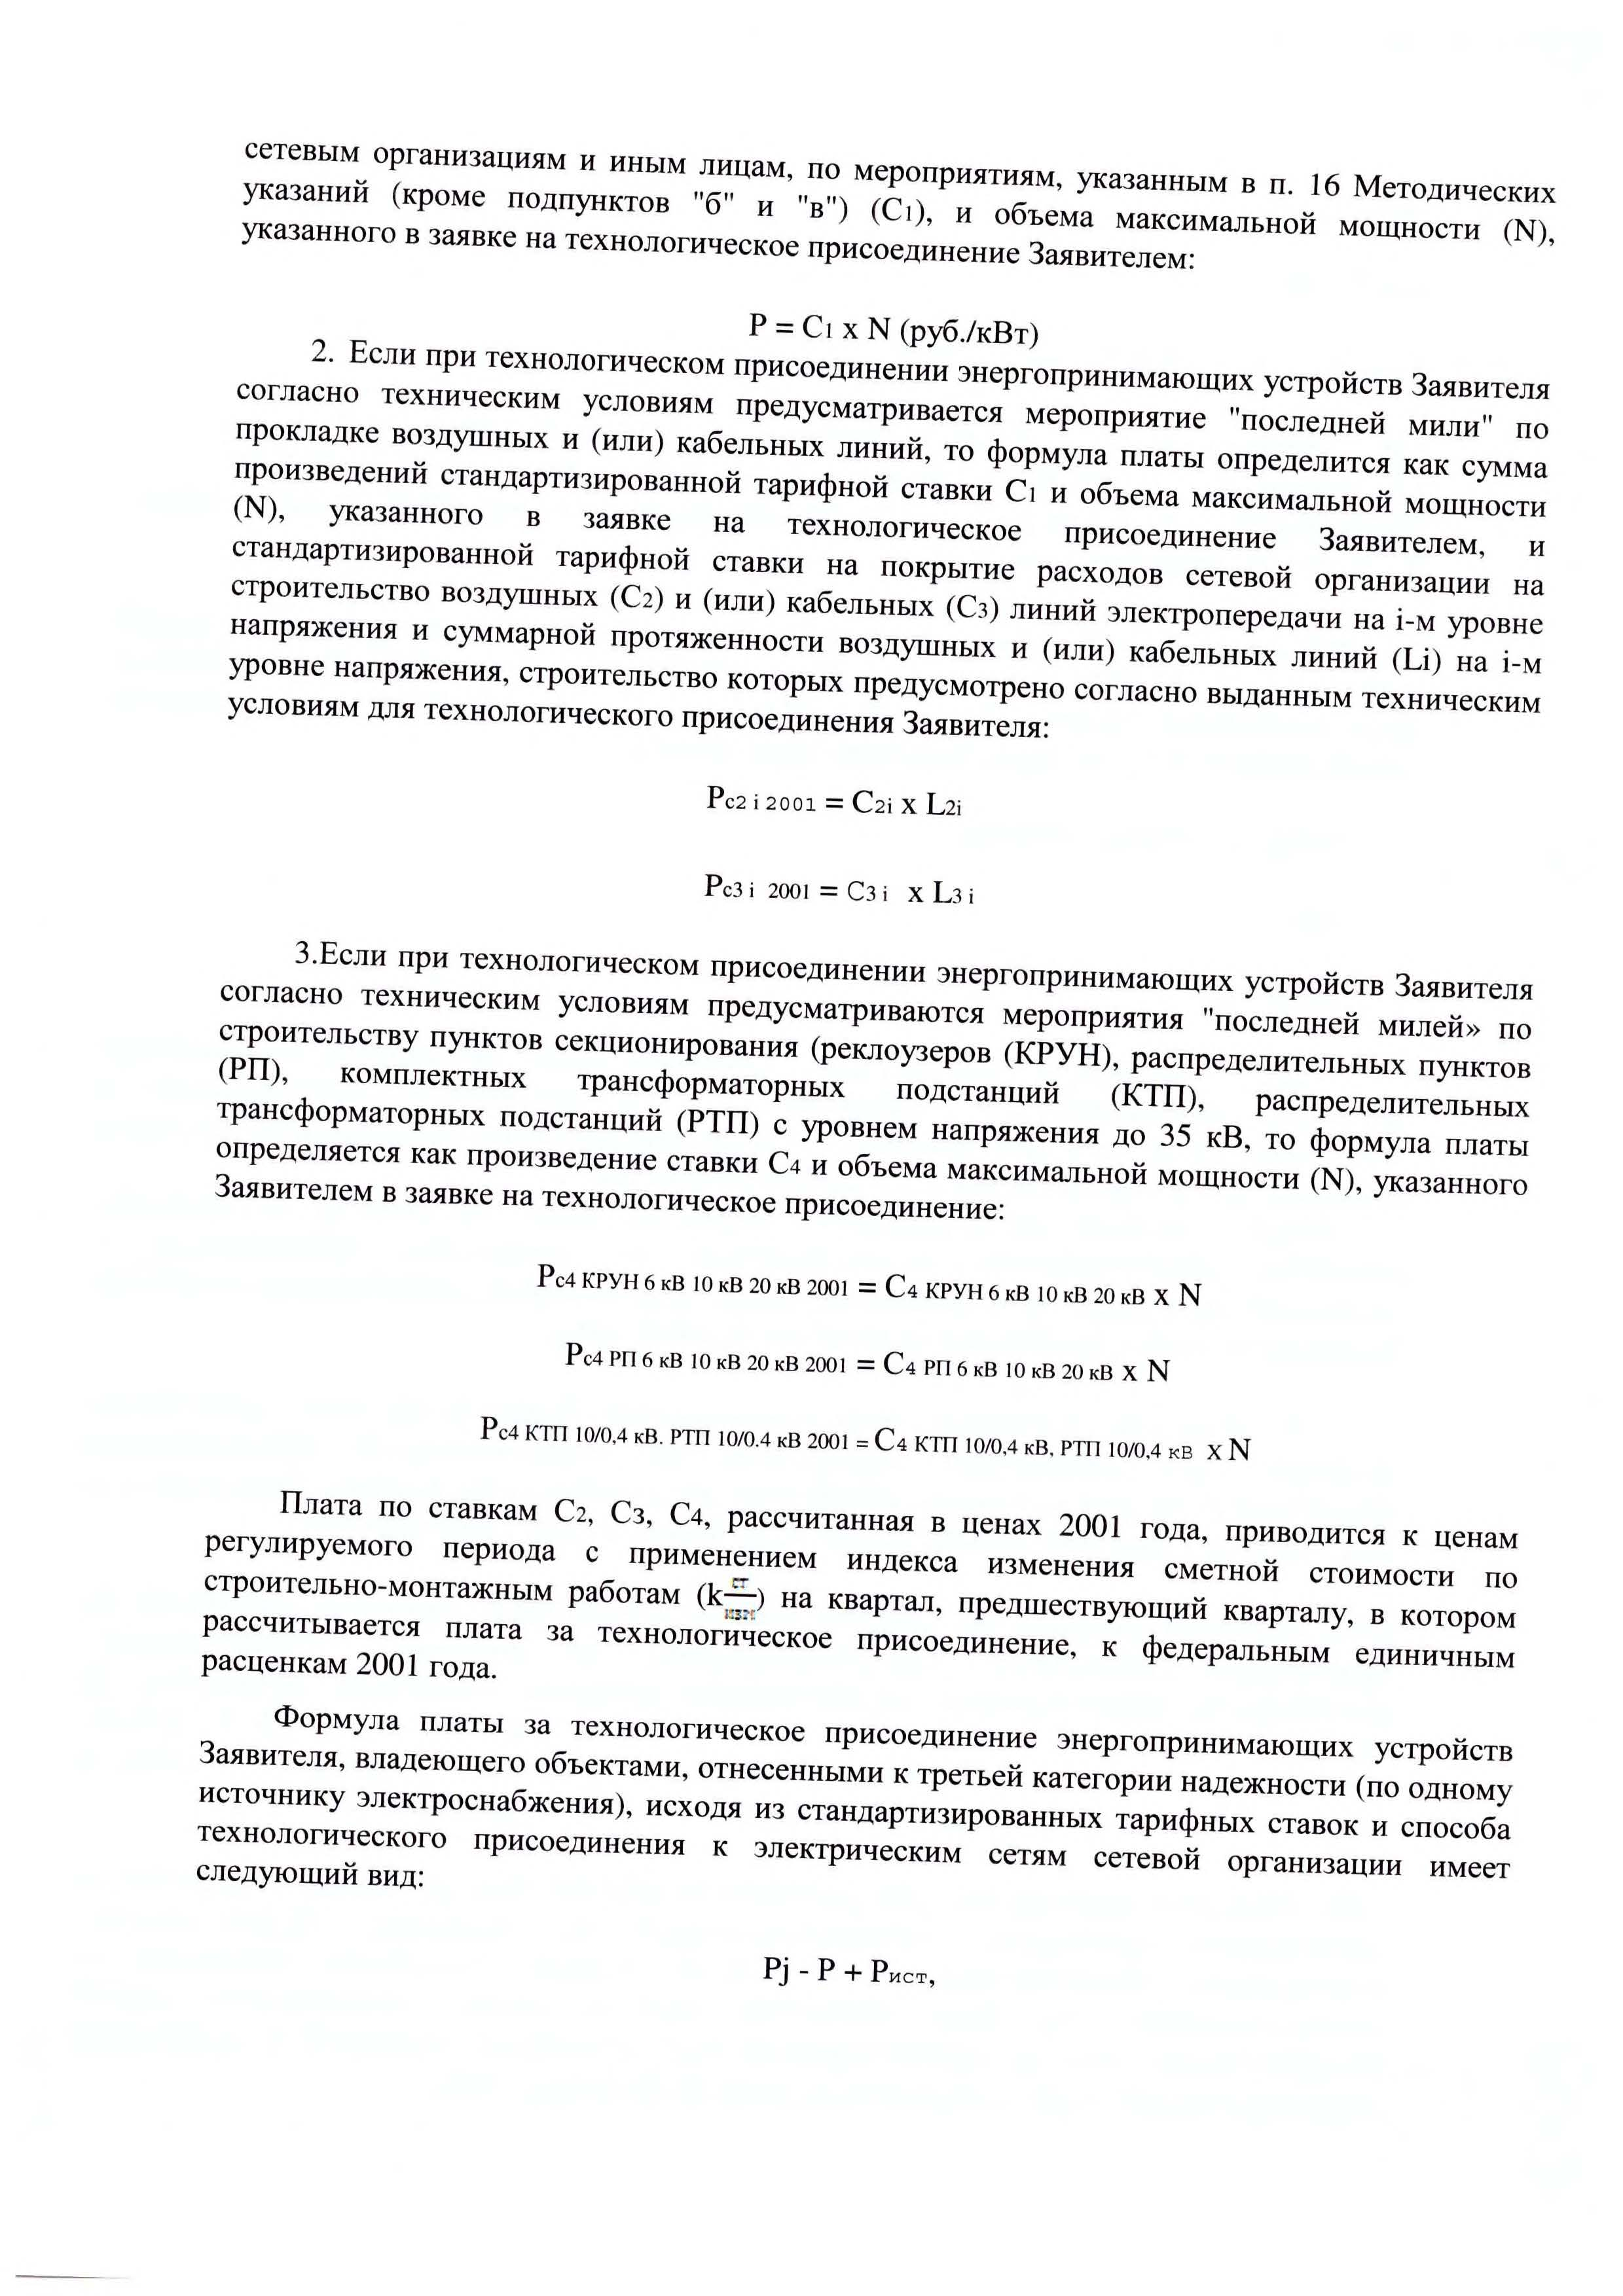 сетевым организациям и иным лицам, по мероприятиям, указанным в п. 16 Методических
указаний (кроме подпунктов "б" и "в") (С1), и объема максимальной мощности (N),
указанного в заявке на технологическое присоединение Заявителем:
P = C1 x N (руб./кВт)
2. Если при технологическом присоединении энергопринимающих устройств Заявителя
согласно техническим условиям предусматривается мероприятие "последней мили" по
прокладке воздушных и (или) кабельных линий, то формула платы определится как сумма
произведений стандартизированной тарифной ставки С1 и объема максимальной мощности
(N), указанного в заявке на технологическое присоединение Заявителем, и
стандартизированной тарифной ставки на покрытие расходов сетевой организации на
строительство воздушных (С2) и (или) кабельных (С3) линий электропередачи на i-м уровне
напряжения и суммарной протяженности воздушных и (или) кабельных линий (Li) на i-м
уровне напряжения, строительство которых предусмотрено согласно выданным техническим
условиям для технологического присоединения Заявителя:
Pc2 i 2001 = C2i x L2i
Pc3 i 2001 = C3 i x L3 i
3.Если при технологическом присоединении энергопринимающих устройств Заявителя
согласно техническим условиям предусматриваются мероприятия "последней милей» по
строительству пунктов секционирования (реклоузеров (КРУН), распределительных пунктов
(РП), комплектных трансформаторных подстанций (КТП), распределительных
трансформаторных подстанций (РТП) с уровнем напряжения до 35 кВ, то формула платы
определяется как произведение ставки С4 и объема максимальной мощности (N), указанного
Заявителем в заявке на технологическое присоединение:
Pc4 КРУН 6 кВ 10 кВ 20 кВ 2001 = C4 КРУН 6 кВ 10 кВ 20 кВ x N
Pc4 РП 6 кВ 10 кВ 20 кВ 2001 = C4 РП 6 кВ 10 кВ 20 кВ x N
Pc4 КТП 10/0,4 кВ. РТП 10/0.4 кВ 2001 = C4 КТП 10/0,4 кВ, РТП 10/0,4 кВ x N
Плата по ставкам С2, С3, С4, рассчитанная в ценах 2001 года, приводится к ценам
регулируемого периода с применением индекса изменения сметной стоимости по
строительно-монтажным работам (k ст/изм) на квартал, предшествующий кварталу, в котором
рассчитывается плата за технологическое присоединение, к федеральным единичным
расценкам 2001 года.
Формула платы за технологическое присоединение энергопринимающих устройств
Заявителя, владеющего объектами, отнесенными к третьей категории надежности (по одному
источнику электроснабжения), исходя из стандартизированных тарифных ставок и способа
технологического присоединения к электрическим сетям сетевой организации имеет
следующий вид:
Pj - P + Pист,